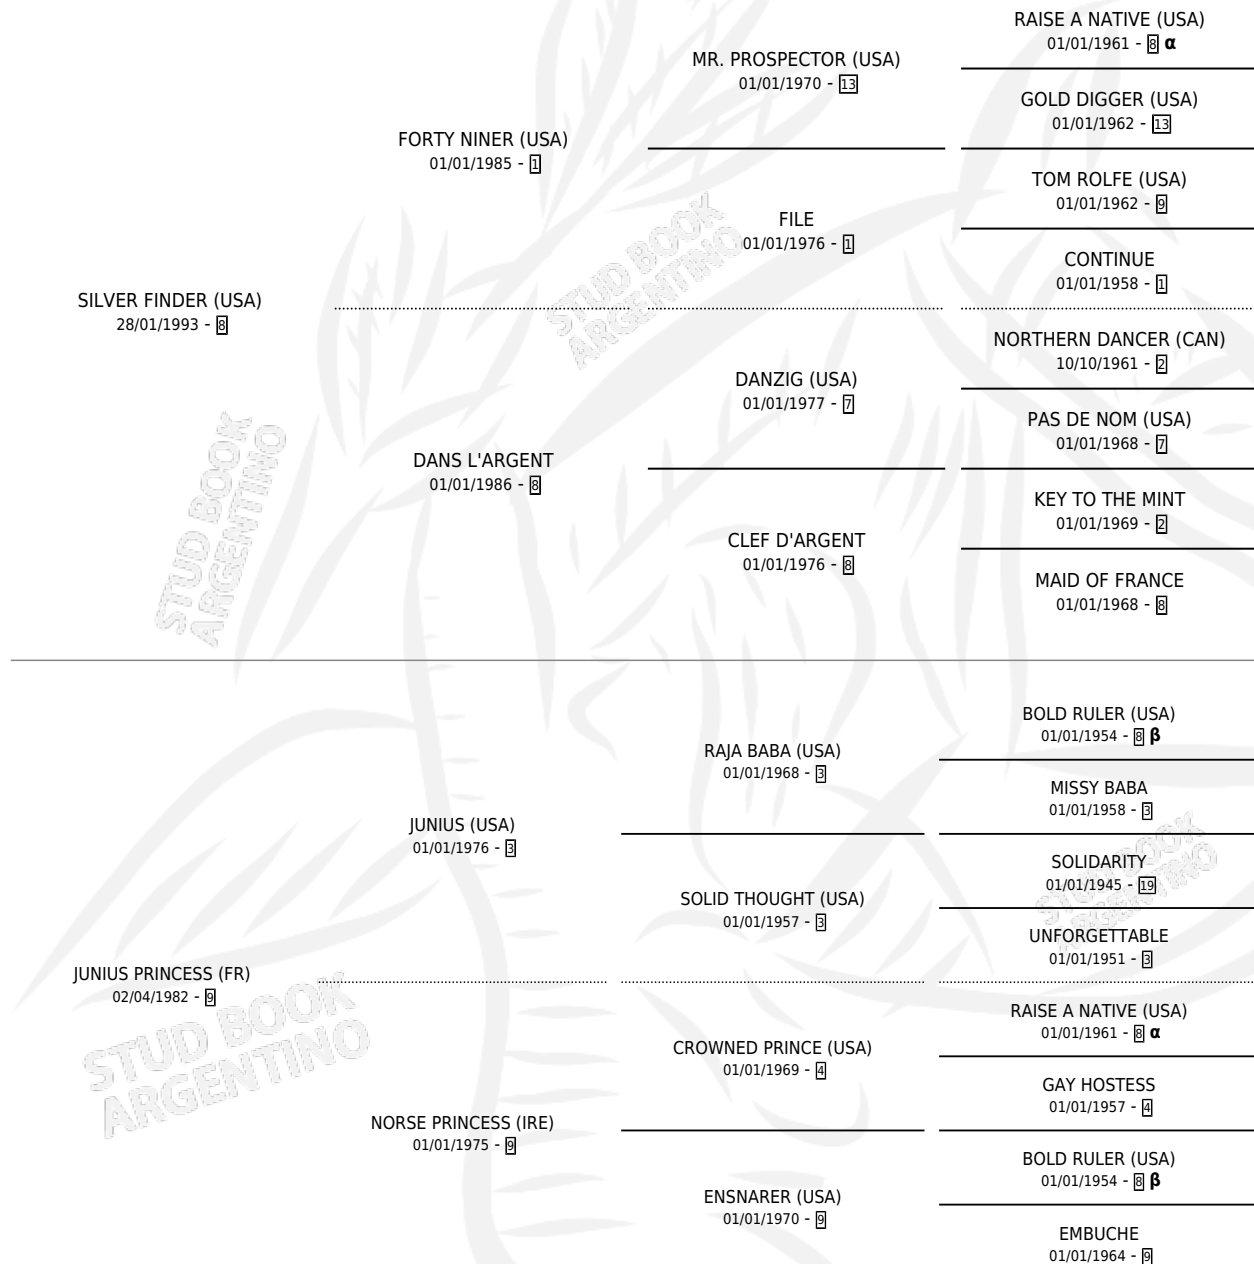 RAISE A NATIVE (USA)
01/01/1961 - 8 α
MR. PROSPECTOR (USA)
01/01/1970 - 13
GOLD DIGGER (USA)
01/01/1962 - 13
FORTY NINER (USA)
01/01/1985 - 1
TOM ROLFE (USA)
01/01/1962 - 9
FILE
01/01/1976 - 1
CONTINUE
01/01/1958 - 1
SILVER FINDER (USA)
28/01/1993 - 8
NORTHERN DANCER (CAN)
10/10/1961 - 2
DANZIG (USA)
01/01/1977 - 7
PAS DE NOM (USA)
01/01/1968 - 7
DANS L'ARGENT
01/01/1986 - 8
KEY TO THE MINT
01/01/1969 - 2
CLEF D'ARGENT
01/01/1976 - 8
MAID OF FRANCE
01/01/1968 - 8
BOLD RULER (USA)
01/01/1954 - 8 β
RAJA BABA (USA)
01/01/1968 - 3
MISSY BABA
01/01/1958 - 3
JUNIUS (USA)
01/01/1976 - 3
SOLIDARITY
01/01/1945 - 19
SOLID THOUGHT (USA)
01/01/1957 - 3
UNFORGETTABLE
01/01/1951 - 3
JUNIUS PRINCESS (FR)
02/04/1982 - 9
RAISE A NATIVE (USA)
01/01/1961 - 8 α
CROWNED PRINCE (USA)
01/01/1969 - 4
GAY HOSTESS
01/01/1957 - 4
NORSE PRINCESS (IRE)
01/01/1975 - 9
BOLD RULER (USA)
01/01/1954 - 8 β
ENSNARER (USA)
01/01/1970 - 9
EMBUCHE
01/01/1964 - 9
STUD BOOK
ARGENTINO
STUD BOOK
ARGENTINO
STUD BOOK
ARGENTINO
STUD BOOK
ARGENTINO